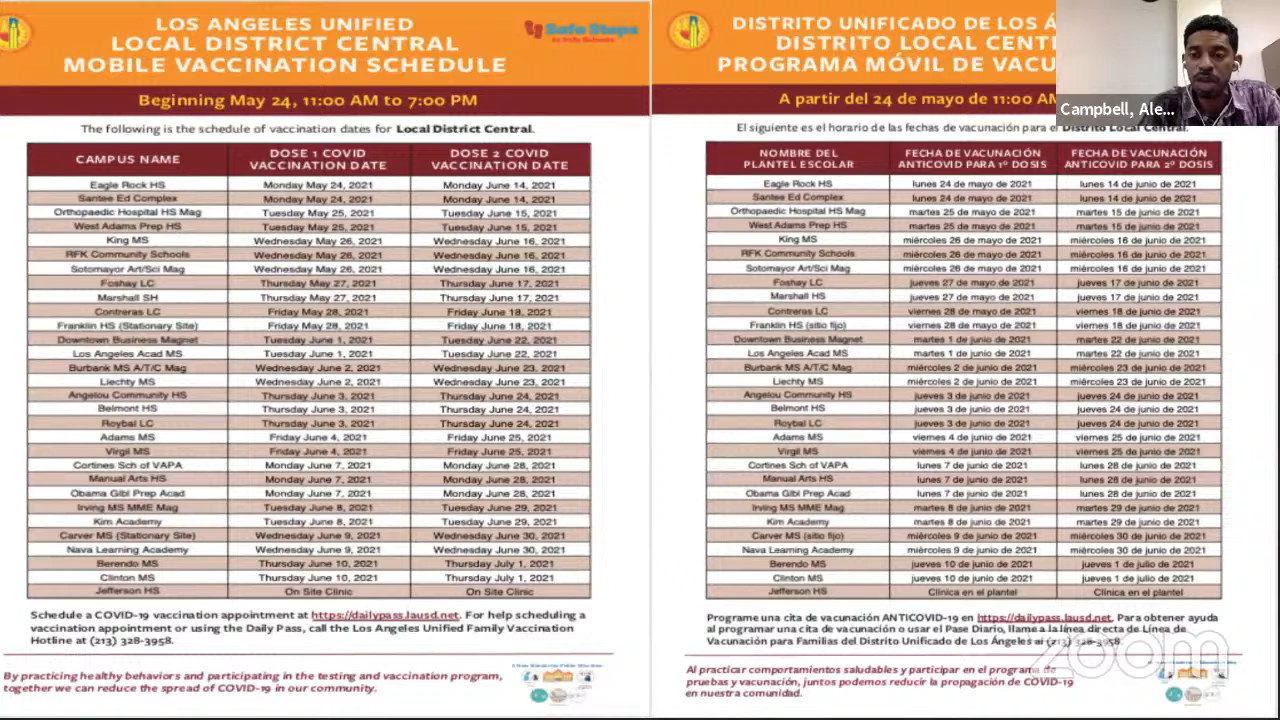 LOS ANGELES UNIFIED
LOCAL DISTRICT CENTRAL
MOBILE VACCINATION SCHEDULE
Safe Steps
to Safe Schools
Beginning May 24, 11:00 AM to 7:00 PM
The following is the schedule of vaccination dates for Local District Central.
CAMPUS NAME DOSE 1 COVID VACCINATION DATE DOSE 2 COVID VACCINATION DATE
Eagle Rock HS Monday May 24, 2021 Monday June 14, 2021
Santee Ed Complex Monday May 24, 2021 Monday June 14, 2021
Orthopaedic Hospital HS Mag Tuesday May 25, 2021 Tuesday June 15, 2021
West Adams Prep HS Tuesday May 25, 2021 Tuesday June 15, 2021
King MS Wednesday May 26, 2021 Wednesday June 16, 2021
RFK Community Schools Wednesday May 26, 2021 Wednesday June 16, 2021
Sotomayor Art/Sci Mag Wednesday May 26, 2021 Wednesday June 16, 2021
Foshay LC Thursday May 27, 2021 Thursday June 17, 2021
Marshall SH Thursday May 27, 2021 Thursday June 17, 2021
Contreras LC Friday May 28, 2021 Friday June 18, 2021
Franklin HS (Stationary Site) Friday May 28, 2021 Friday June 18, 2021
Downtown Business Magnet Tuesday June 1, 2021 Tuesday June 22, 2021
Los Angeles Acad MS Tuesday June 1, 2021 Tuesday June 22, 2021
Burbank MS A/T/C Mag Wednesday June 2, 2021 Wednesday June 23, 2021
Liechty MS Wednesday June 2, 2021 Wednesday June 23, 2021
Angelou Community HS Thursday June 3, 2021 Thursday June 24, 2021
Belmont HS Thursday June 3, 2021 Thursday June 24, 2021
Roybal LC Thursday June 3, 2021 Thursday June 24, 2021
Adams MS Friday June 4, 2021 Friday June 25, 2021
Virgil MS Friday June 4, 2021 Friday June 25, 2021
Cortines Sch of VAPA Monday June 7, 2021 Monday June 28, 2021
Manual Arts HS Monday June 7, 2021 Monday June 28, 2021
Obama Glbl Prep Acad Monday June 7, 2021 Monday June 28, 2021
Irving MS MME Mag Tuesday June 8, 2021 Tuesday June 29, 2021
Kim Academy Tuesday June 8, 2021 Tuesday June 29, 2021
Carver MS (Stationary Site) Wednesday June 9, 2021 Wednesday June 30, 2021
Nava Learning Academy Wednesday June 9, 2021 Wednesday June 30, 2021
Berendo MS Thursday June 10, 2021 Thursday July 1, 2021
Clinton MS Thursday June 10, 2021 Thursday July 1, 2021
Jefferson HS On Site Clinic On Site Clinic
Schedule a COVID-19 vaccination appointment at https://dailypass.lausd.net. For help scheduling a
vaccination appointment or using the Daily Pass, call the Los Angeles Unified Family Vaccination
Hotline at (213) 328-3958.
By practicing healthy behaviors and participating in the testing and vaccination program,
together we can reduce the spread of COVID-19 in our community.
DISTRITO UNIFICADO DE LOS Á
DISTRITO LOCAL CENT
PROGRAMA MÓVIL DE VACU
A partir del 24 de mayo de 11:00 AM
Campbell, Ale...
El siguiente es el horario de las fechas de vacunación para el Distrito Local Central.
NOMBRE DEL PLANTEL ESCOLAR FECHA DE VACUNACIÓN ANTICOVID PARA 1º DOSIS FECHA DE VACUNACIÓN ANTICOVID PARA 2º DOSIS
Eagle Rock HS lunes 24 de mayo de 2021 lunes 14 de junio de 2021
Santee Ed Complex lunes 24 de mayo de 2021 lunes 14 de junio de 2021
Orthopaedic Hospital HS Mag martes 25 de mayo de 2021 martes 15 de junio de 2021
West Adams Prep HS martes 25 de mayo de 2021 martes 15 de junio de 2021
King MS miércoles 26 de mayo de 2021 miércoles 16 de junio de 2021
RFK Community Schools miércoles 26 de mayo de 2021 miércoles 16 de junio de 2021
Sotomayor Art/Sci Mag miércoles 26 de mayo de 2021 miércoles 16 de junio de 2021
Foshay LC jueves 27 de mayo de 2021 jueves 17 de junio de 2021
Marshall HS jueves 27 de mayo de 2021 jueves 17 de junio de 2021
Contreras LC viernes 28 de mayo de 2021 viernes 18 de junio de 2021
Franklin HS (sitio fijo) viernes 28 de mayo de 2021 viernes 18 de junio de 2021
Downtown Business Magnet martes 1 de junio de 2021 martes 22 de junio de 2021
Los Angeles Acad MS martes 1 de junio de 2021 martes 22 de junio de 2021
Burbank MS A/T/C Mag miércoles 2 de junio de 2021 miércoles 23 de junio de 2021
Liechty MS miércoles 2 de junio de 2021 miércoles 23 de junio de 2021
Angelou Community HS jueves 3 de junio de 2021 jueves 24 de junio de 2021
Belmont HS jueves 3 de junio de 2021 jueves 24 de junio de 2021
Roybal LC jueves 3 de junio de 2021 jueves 24 de junio de 2021
Adams MS viernes 4 de junio de 2021 viernes 25 de junio de 2021
Virgil MS viernes 4 de junio de 2021 viernes 25 de junio de 2021
Cortines Sch of VAPA lunes 7 de junio de 2021 lunes 28 de junio de 2021
Manual Arts HS lunes 7 de junio de 2021 lunes 28 de junio de 2021
Obama Glbl Prep Acad lunes 7 de junio de 2021 lunes 28 de junio de 2021
Irving MS MME Mag martes 8 de junio de 2021 martes 29 de junio de 2021
Kim Academy martes 8 de junio de 2021 martes 29 de junio de 2021
Carver MS (sitio fijo) miércoles 9 de junio de 2021 miércoles 30 de junio de 2021
Nava Learning Academy miércoles 9 de junio de 2021 miércoles 30 de junio de 2021
Berendo MS jueves 10 de junio de 2021 jueves 1 de julio de 2021
Clinton MS jueves 10 de junio de 2021 jueves 1 de julio de 2021
Jefferson HS Clínica en el plantel Clínica en el plantel
Programe una cita de vacunación ANTICOVID-19 en https://dailypass.lausd.net. Para obtener ayuda
al programar una cita de vacunación o usar el Pase Diario, llame a la línea directa de Línea de
Vacunación para Familias del Distrito Unificado de Los Ángeles al (213) 328-3958.
Al practicar comportamientos saludables y participar en el programa de
pruebas y vacunación, juntos podemos reducir la propagación de COVID-19
en nuestra comunidad.
zoom